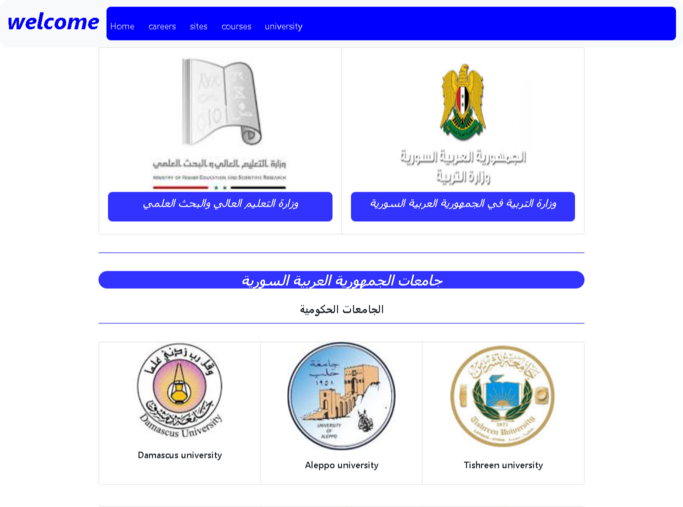 welcome
Home careers sites courses university
وزارة التعليم العالي و البحث العلمي
MINISTRY OF HIGHER EDUCATION AND SCIENTIFIC RESEARCH
وزارة التعليم العالي والبحث العلمي
الجمهورية العربية السورية
وزارة التربية
وزارة التربية في الجمهورية العربية السورية
جامعات الجمهورية العربية السورية
الجامعات الحكومية
وقل رب زدني علما
جامعة دمشق
Damascus University
Damascus university
جامعة
حلب
١٩٥٨
UNIVERSITY
OF
ALEPPO
Aleppo university
جامعة تشرين
1971
Tishreen University
Tishreen university